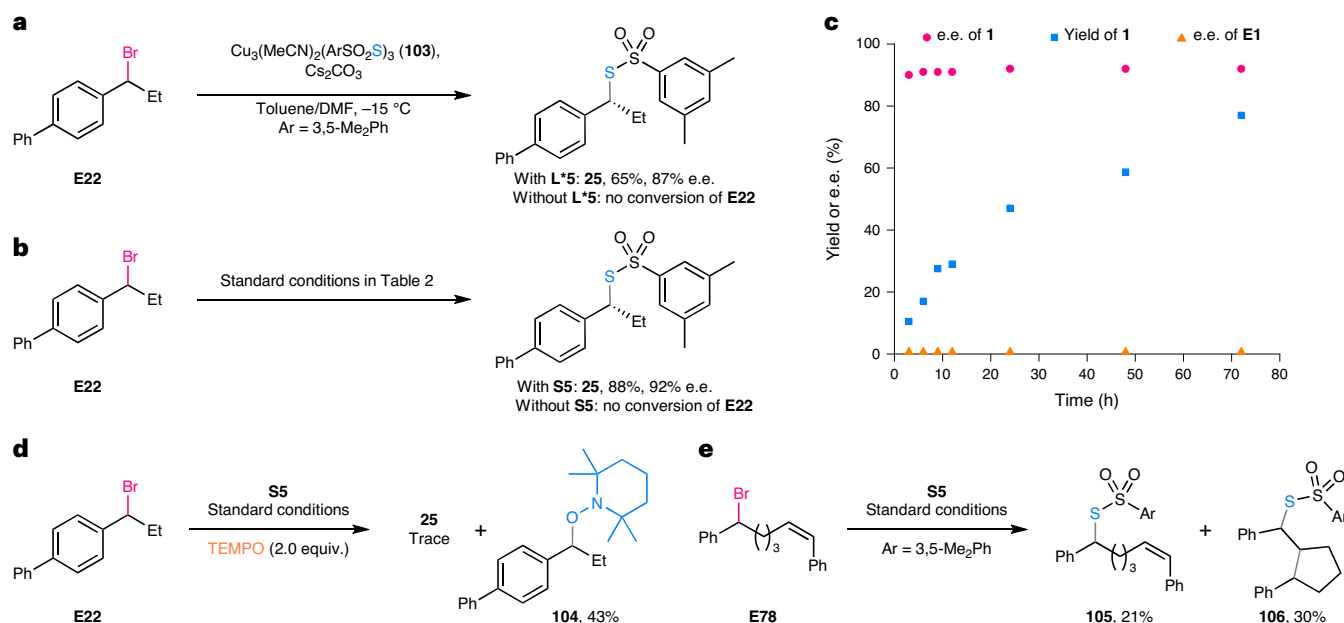 a
Br
Et
Ph
E22
Cu3(MeCN)2(ArSO2S)3 (103),
Cs2CO3
Toluene/DMF, –15 °C
Ar = 3,5-Me2Ph
O O
S
S
Et
Ph
With L*5: 25, 65%, 87% e.e.
Without L*5: no conversion of E22
b
Br
Et
Ph
E22
Standard conditions in Table 2
O O
S
S
Et
Ph
With S5: 25, 88%, 92% e.e.
Without S5: no conversion of E22
c
e.e. of 1 Yield of 1 e.e. of E1
Yield or e.e. (%)
100
80
60
40
20
0
0 10 20 30 40 50 60 70 80
Time (h)
d
Br
Et
Ph
E22
S5
Standard conditions
TEMPO (2.0 equiv.)
25
Trace
+
N
O
Et
Ph
104, 43%
e
Br
Ph
( )3
Ph
E78
S5
Standard conditions
Ar = 3,5-Me2Ph
O O
S
S
Ar
Ph
( )3
Ph
105, 21%
+
O O
S
S
Ar
Ph
Ph
106, 30%